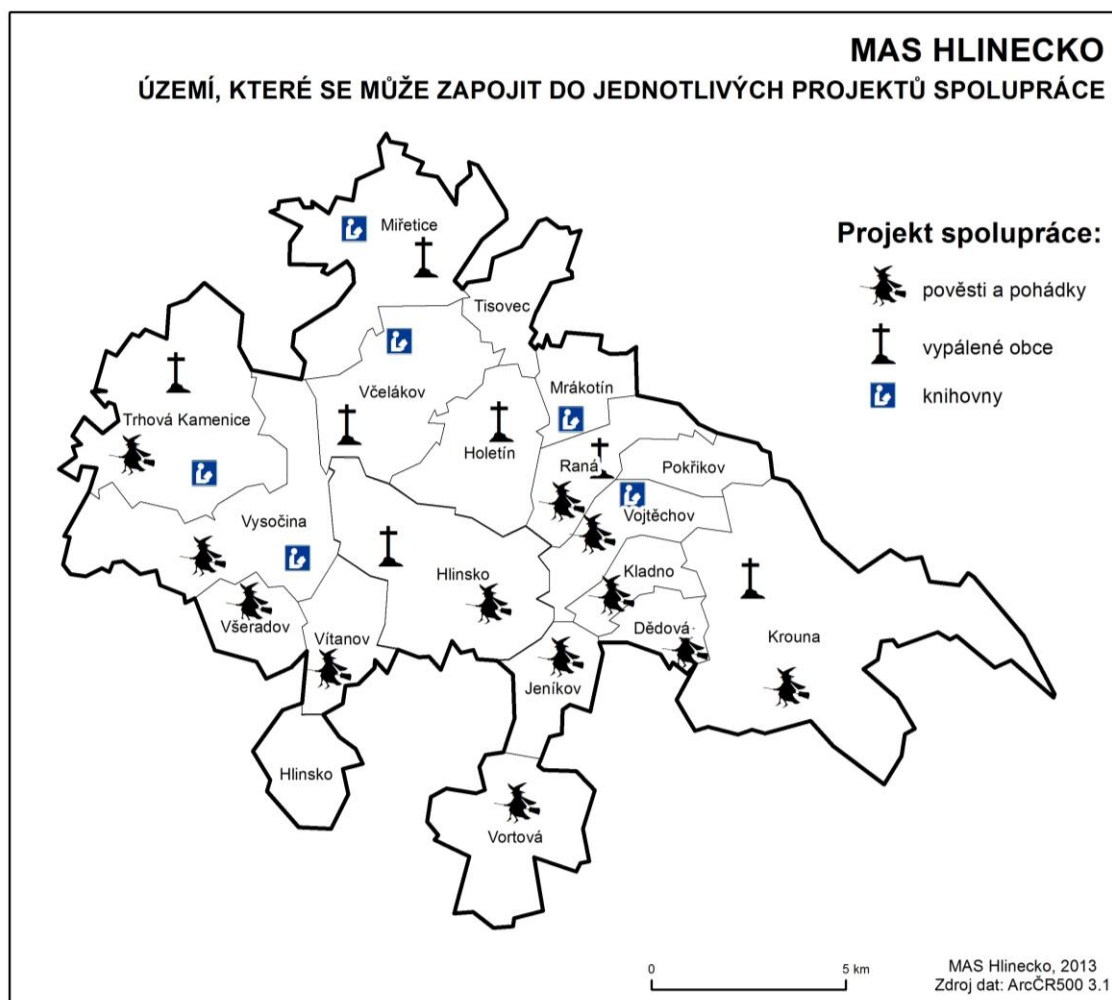 MAS HLINECKO
ÚZEMÍ, KTERÉ SE MŮŽE ZAPOJIT DO JEDNOTLIVÝCH PROJEKTŮ SPOLUPRÁCE
Projekt spolupráce:
pověsti a pohádky
vypálené obce
knihovny
Miřetice
Tisovec
Včelákov
Mrákotín
Trhová Kamenice
Holetín
Raná
Pokřikov
Vysočina
Vojtěchov
Hlinsko
Kladno
Všeradov
Dědová
Krouna
Vítanov
Jeníkov
Hlinsko
Vortová
0 5 km
MAS Hlinecko, 2013
Zdroj dat: ArcČR500 3.1